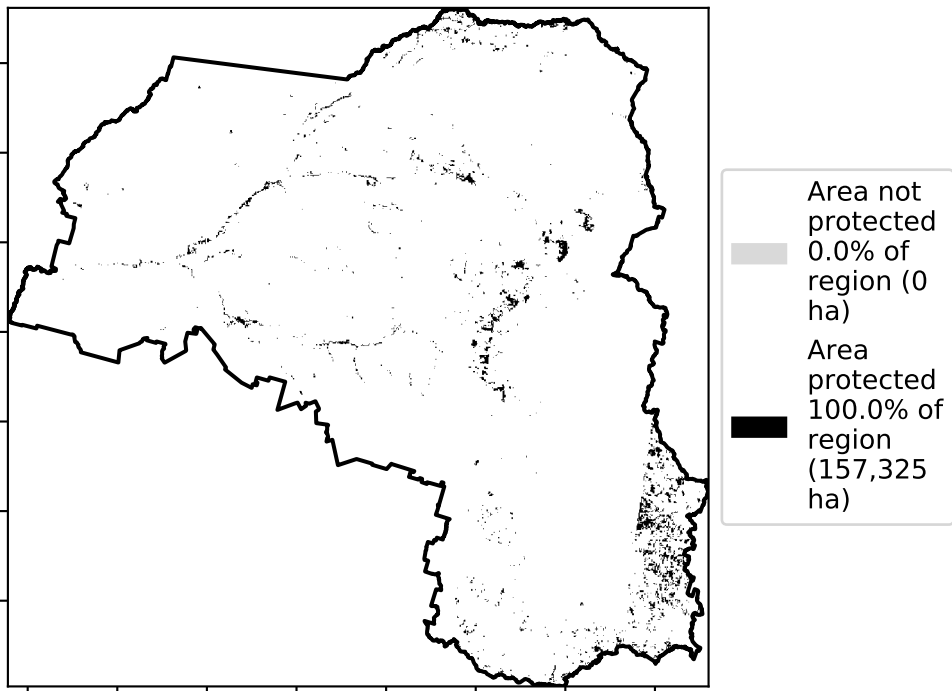 Area not
protected
0.0% of
region (0
ha)
Area
protected
100.0% of
region
(157,325
ha)